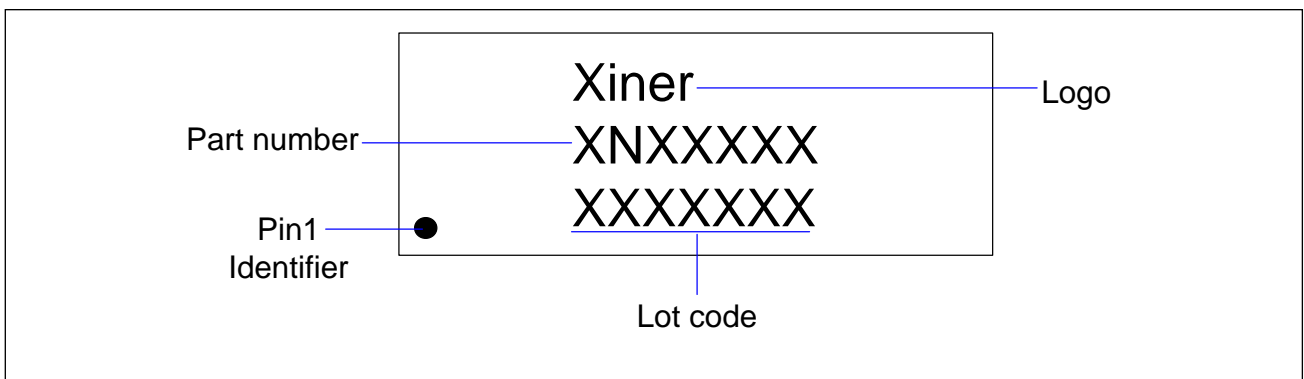 Xiner
Logo
Part number
XNXXXXX
XXXXXXX
Pin1
Identifier
Lot code